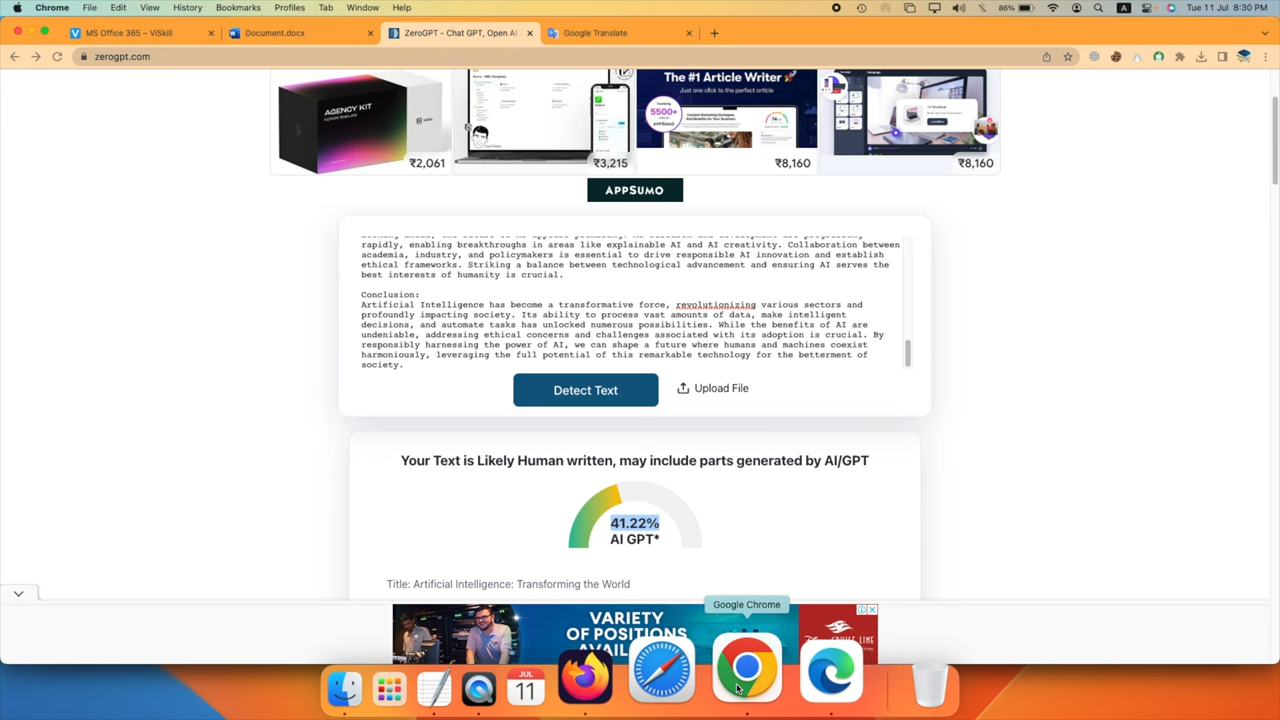 Chrome File Edit View History Bookmarks Profiles Tab Window Help 86% A Tue 11 Jul 8:30 PM
MS Office 365 – ViSkill Document.docx ZeroGPT - Chat GPT, Open AI Google Translate
zerogpt.com
AGENCY KIT
₹2,061
₹3,215
The #1 Article Writer 🚀
Just one click to the perfect article
5500+
₹8,160
₹8,160
APPSUMO
rapidly, enabling breakthroughs in areas like explainable AI and AI creativity. Collaboration between
academia, industry, and policymakers is essential to drive responsible AI innovation and establish
ethical frameworks. Striking a balance between technological advancement and ensuring AI serves the
best interests of humanity is crucial.
Conclusion:
Artificial Intelligence has become a transformative force, revolutionizing various sectors and
profoundly impacting society. Its ability to process vast amounts of data, make intelligent
decisions, and automate tasks has unlocked numerous possibilities. While the benefits of AI are
undeniable, addressing ethical concerns and challenges associated with its adoption is crucial. By
responsibly harnessing the power of AI, we can shape a future where humans and machines coexist
harmoniously, leveraging the full potential of this remarkable technology for the betterment of
society.
Detect Text
Upload File
Your Text is Likely Human written, may include parts generated by AI/GPT
41.22%
AI GPT*
Title: Artificial Intelligence: Transforming the World
Google Chrome
VARIETY
OF POSITIONS
JUL
11